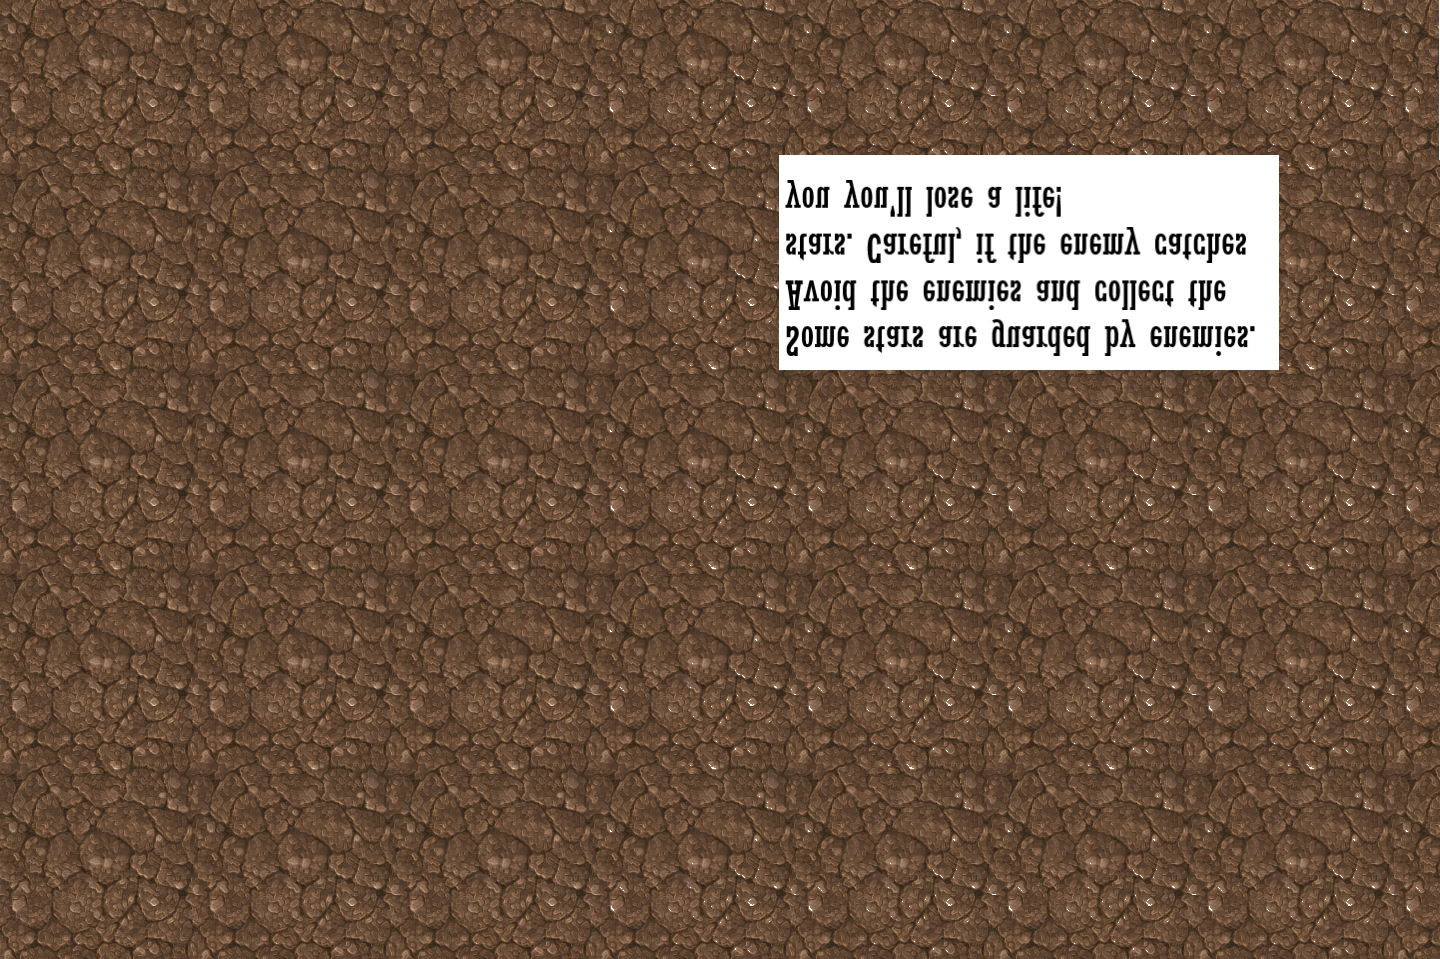 Some stars are guarded by enemies.
Avoid the enemies and collect the
stars. Careful, if the enemy catches
you you'll lose a life!